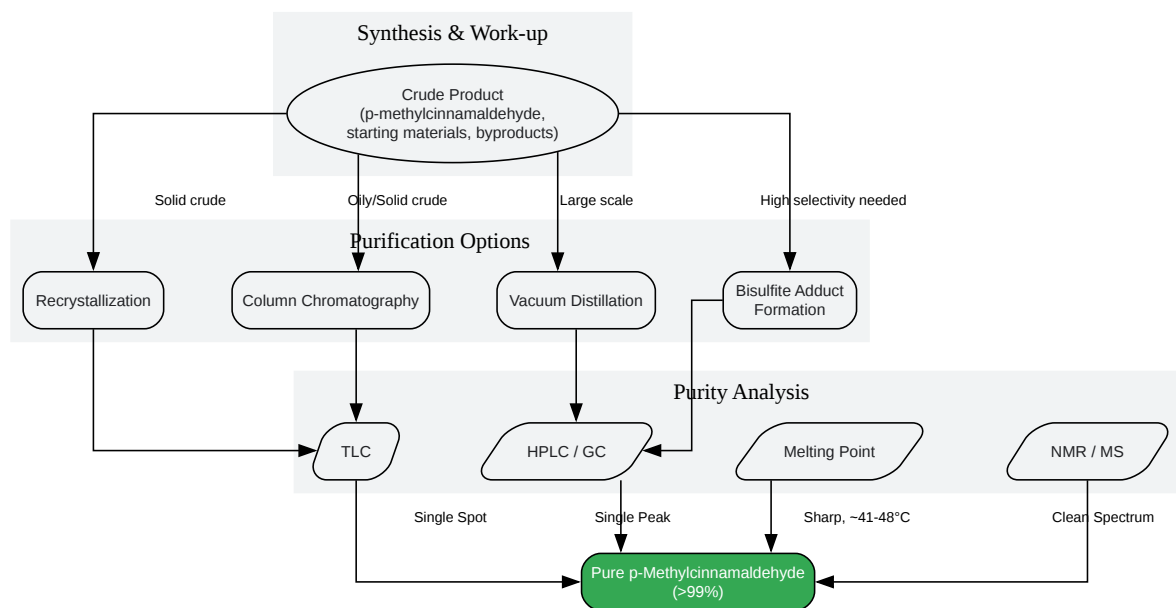 Synthesis & Work-up
Crude Product
(p-methylcinnamaldehyde,
starting materials, byproducts)
Solid crude
Oily/Solid crude
Large scale
High selectivity needed
Purification Options
Recrystallization
Column Chromatography
Vacuum Distillation
Bisulfite Adduct
Formation
Purity Analysis
TLC
HPLC / GC
Melting Point
NMR / MS
Single Spot
Single Peak
Sharp, ~41-48°C
Clean Spectrum
Pure p-Methylcinnamaldehyde
(>99%)